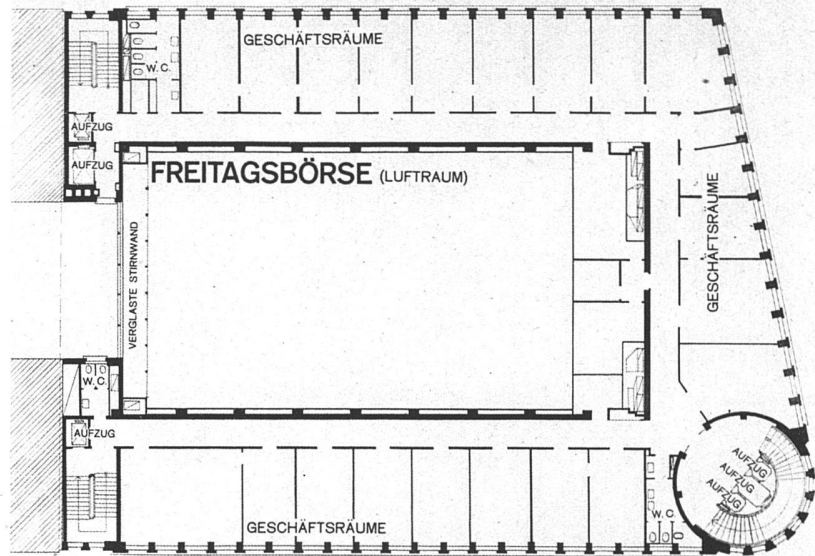 GESCHÄFTSRÄUME
W.C.
AUFZUG
AUFZUG
FREITAGSBÖRSE (LUFTRAUM)
VERGLASTE STIRNWAND
GESCHÄFTSRÄUME
W.C.
AUFZUG
AUFZUG
AUFZUG
AUFZUG
W.C.
GESCHÄFTSRÄUME